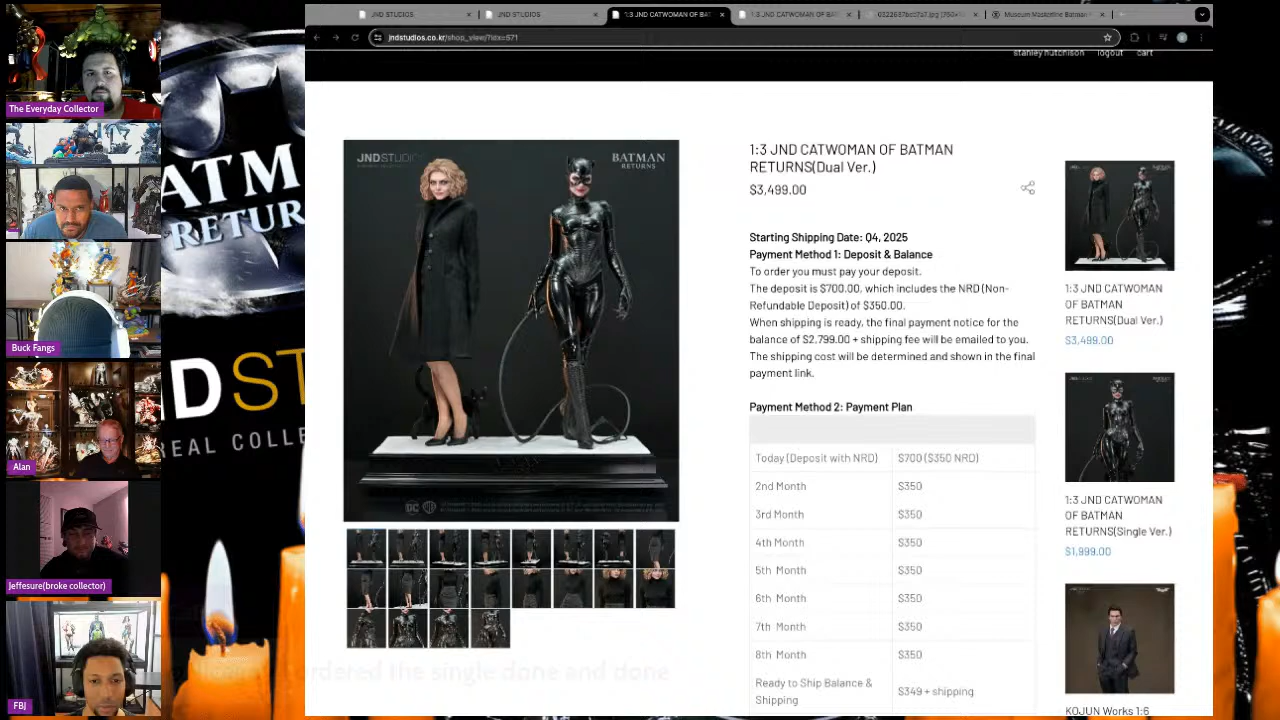 JND STUDIOS
JND STUDIOS
1:3 JND CATWOMAN OF BAT
1:3 JND CATWOMAN OF BAT
Museum Masterline Batman
jndstudios.co.kr/shop_view/?idx=571
stanley hutchison
logout
cart
The Everyday Collector
Buck Fangs
Alan
Jeffesure(broke collector)
FBJ
ATM
RETUR
D ST
REAL COLLE
JND STUDIO
BATMAN
RETURNS
DC
1:3 JND CATWOMAN OF BATMAN
RETURNS(Dual Ver.)
$3,499.00
Starting Shipping Date: Q4, 2025
Payment Method 1: Deposit & Balance
To order you must pay your deposit.
The deposit is $700.00, which includes the NRD (Non-
Refundable Deposit) of $350.00.
When shipping is ready, the final payment notice for the
balance of $2,799.00 + shipping fee will be emailed to you.
The shipping cost will be determined and shown in the final
payment link.
Payment Method 2: Payment Plan
Today (Deposit with NRD) $700 ($350 NRD)
2nd Month $350
3rd Month $350
4th Month $350
5th Month $350
6th Month $350
7th Month $350
8th Month $350
Ready to Ship Balance &
Shipping $349 + shipping
1:3 JND CATWOMAN
OF BATMAN
RETURNS(Dual Ver.)
$3,499.00
1:3 JND CATWOMAN
OF BATMAN
RETURNS(Single Ver.)
$1,999.00
KOJUN Works 1:6
ordered the single done and done